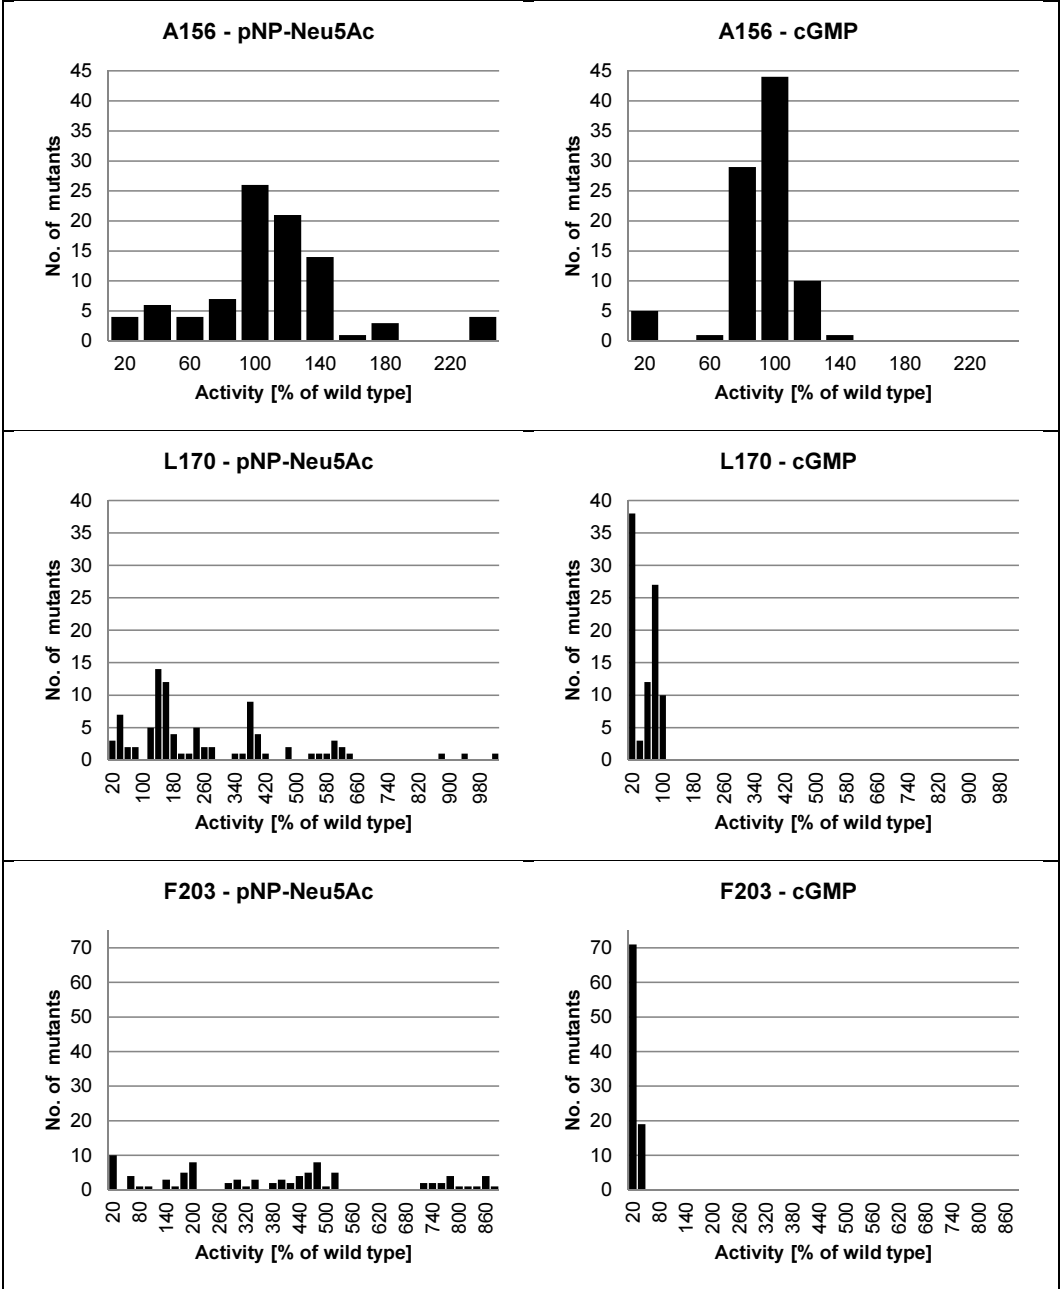 A156 - pNP-Neu5Ac
45
40
35
30
25
20
15
10
5
0
No. of mutants
20 60 100 140 180 220
Activity [% of wild type]
A156 - cGMP
45
40
35
30
25
20
15
10
5
0
No. of mutants
20 60 100 140 180 220
Activity [% of wild type]
L170 - pNP-Neu5Ac
40
35
30
25
20
15
10
5
0
No. of mutants
20 100 180 260 340 420 500 580 660 740 820 900 980
Activity [% of wild type]
L170 - cGMP
40
35
30
25
20
15
10
5
0
No. of mutants
20 100 180 260 340 420 500 580 660 740 820 900 980
Activity [% of wild type]
F203 - pNP-Neu5Ac
70
60
50
40
30
20
10
0
No. of mutants
20 80 140 200 260 320 380 440 500 560 620 680 740 800 860
Activity [% of wild type]
F203 - cGMP
70
60
50
40
30
20
10
0
No. of mutants
20 80 140 200 260 320 380 440 500 560 620 680 740 800 860
Activity [% of wild type]